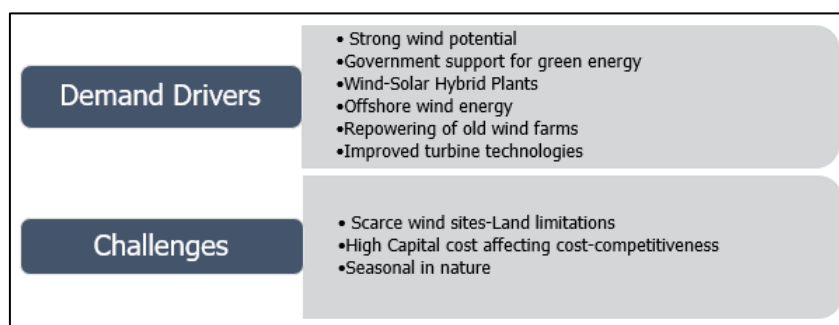 Demand Drivers
• Strong wind potential
•Government support for green energy
•Wind-Solar Hybrid Plants
•Offshore wind energy
•Repowering of old wind farms
•Improved turbine technologies
Challenges
• Scarce wind sites-Land limitations
•High Capital cost affecting cost-competitiveness
•Seasonal in nature